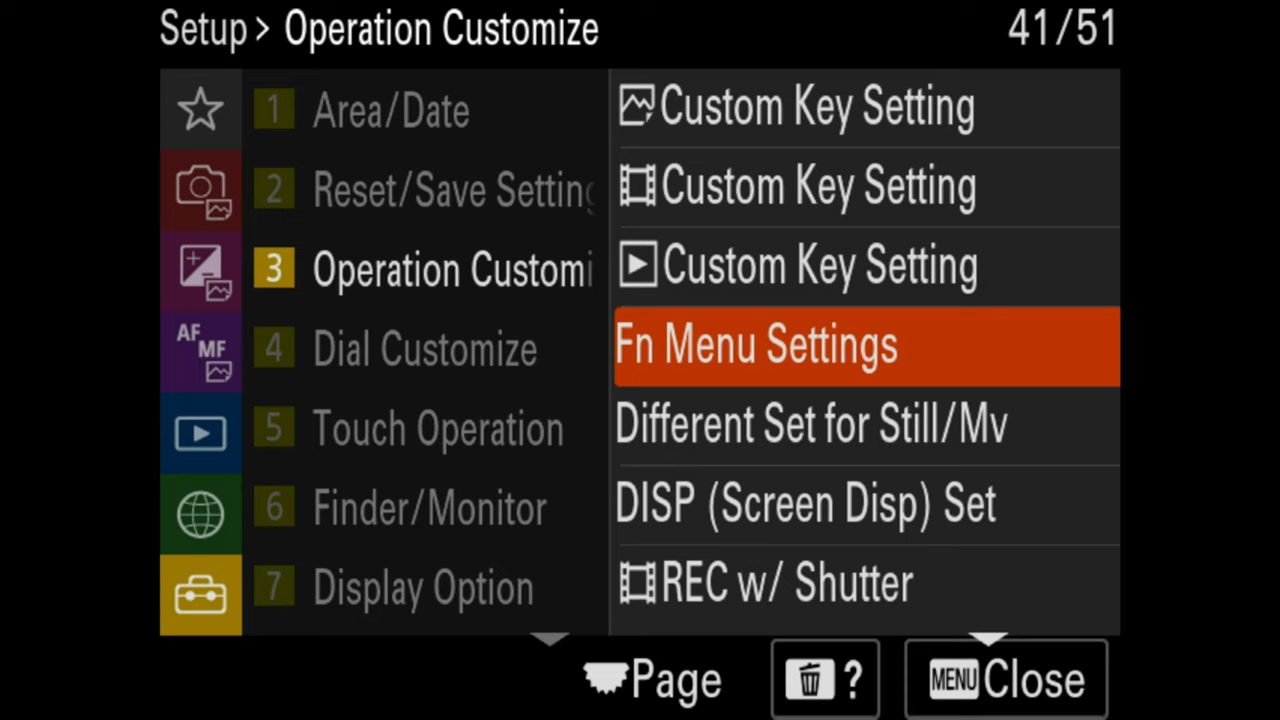 Setup > Operation Customize 41/51
1 Area/Date
2 Reset/Save Setting
3 Operation Customi
4 Dial Customize
5 Touch Operation
6 Finder/Monitor
7 Display Option
AF MF
Custom Key Setting
Custom Key Setting
Custom Key Setting
Fn Menu Settings
Different Set for Still/Mv
DISP (Screen Disp) Set
REC w/ Shutter
Page ? MENU Close